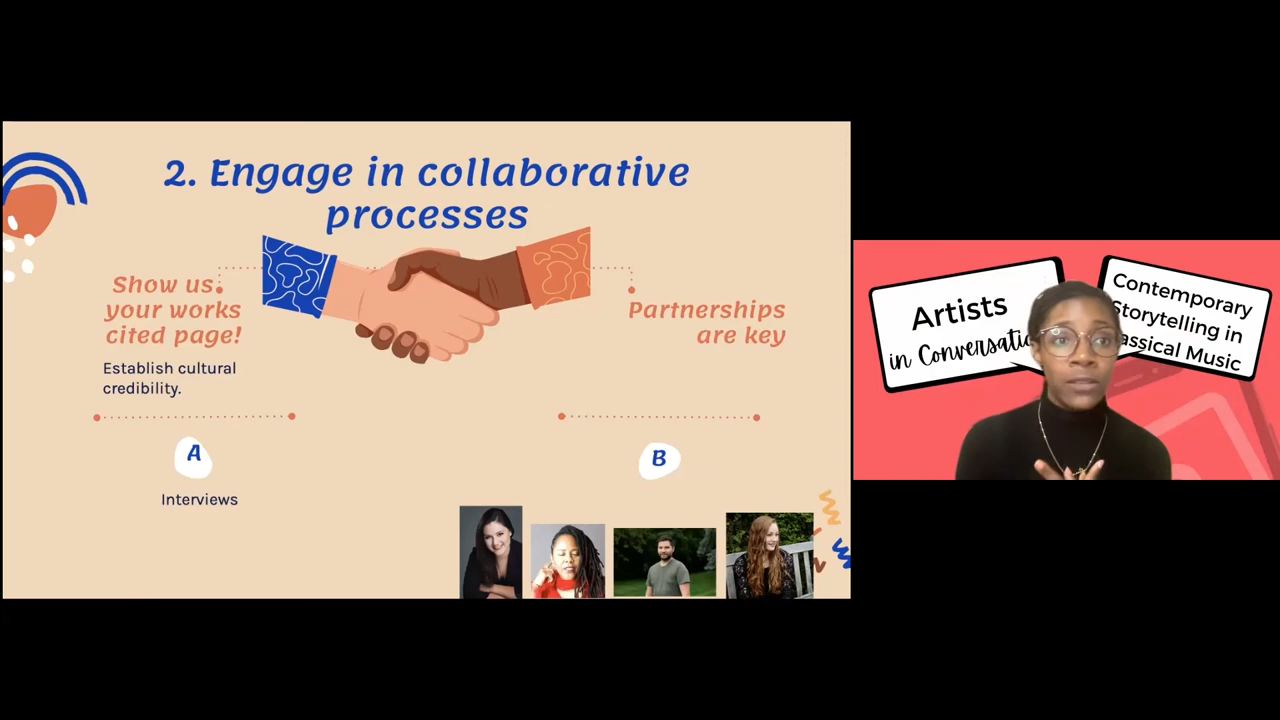 2. Engage in collaborative
processes
Show us
your works
cited page!
Establish cultural
credibility.
A
Interviews
Partnerships
are key
B
Artists
in Conversatio
Contemporary
Storytelling in
assical Music